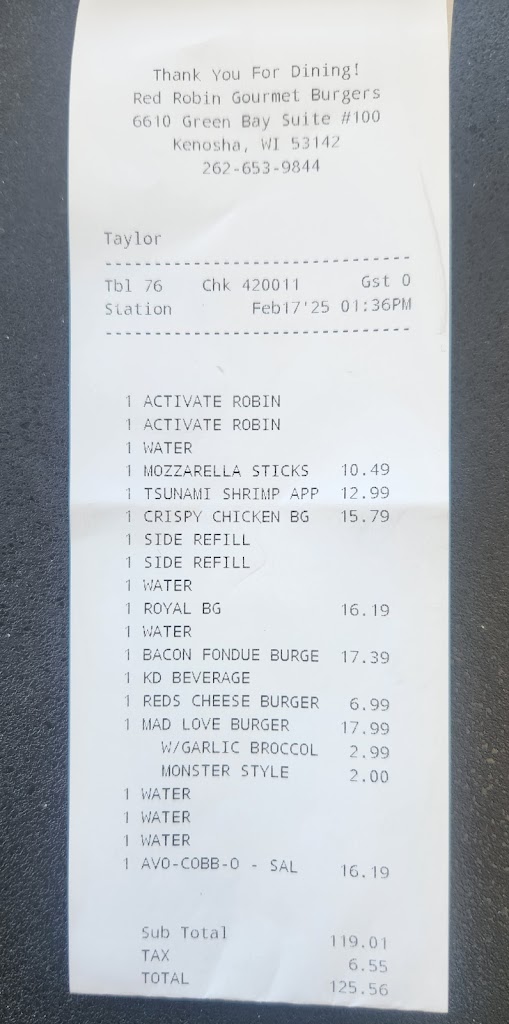 Thank You For Dining!
Red Robin Gourmet Burgers
6610 Green Bay Suite #100
Kenosha, WI 53142
262-653-9844
Taylor
--------------------------------
Tbl 76 Chk 420011 Gst 0
Station Feb17'25 01:36PM
--------------------------------
1 ACTIVATE ROBIN
1 ACTIVATE ROBIN
1 WATER
1 MOZZARELLA STICKS 10.49
1 TSUNAMI SHRIMP APP 12.99
1 CRISPY CHICKEN BG 15.79
1 SIDE REFILL
1 SIDE REFILL
1 WATER
1 ROYAL BG 16.19
1 WATER
1 BACON FONDUE BURGE 17.39
1 KD BEVERAGE
1 REDS CHEESE BURGER 6.99
1 MAD LOVE BURGER 17.99
W/GARLIC BROCCOL 2.99
MONSTER STYLE 2.00
1 WATER
1 WATER
1 WATER
1 AVO-COBB-O - SAL 16.19
Sub Total 119.01
TAX 6.55
TOTAL 125.56